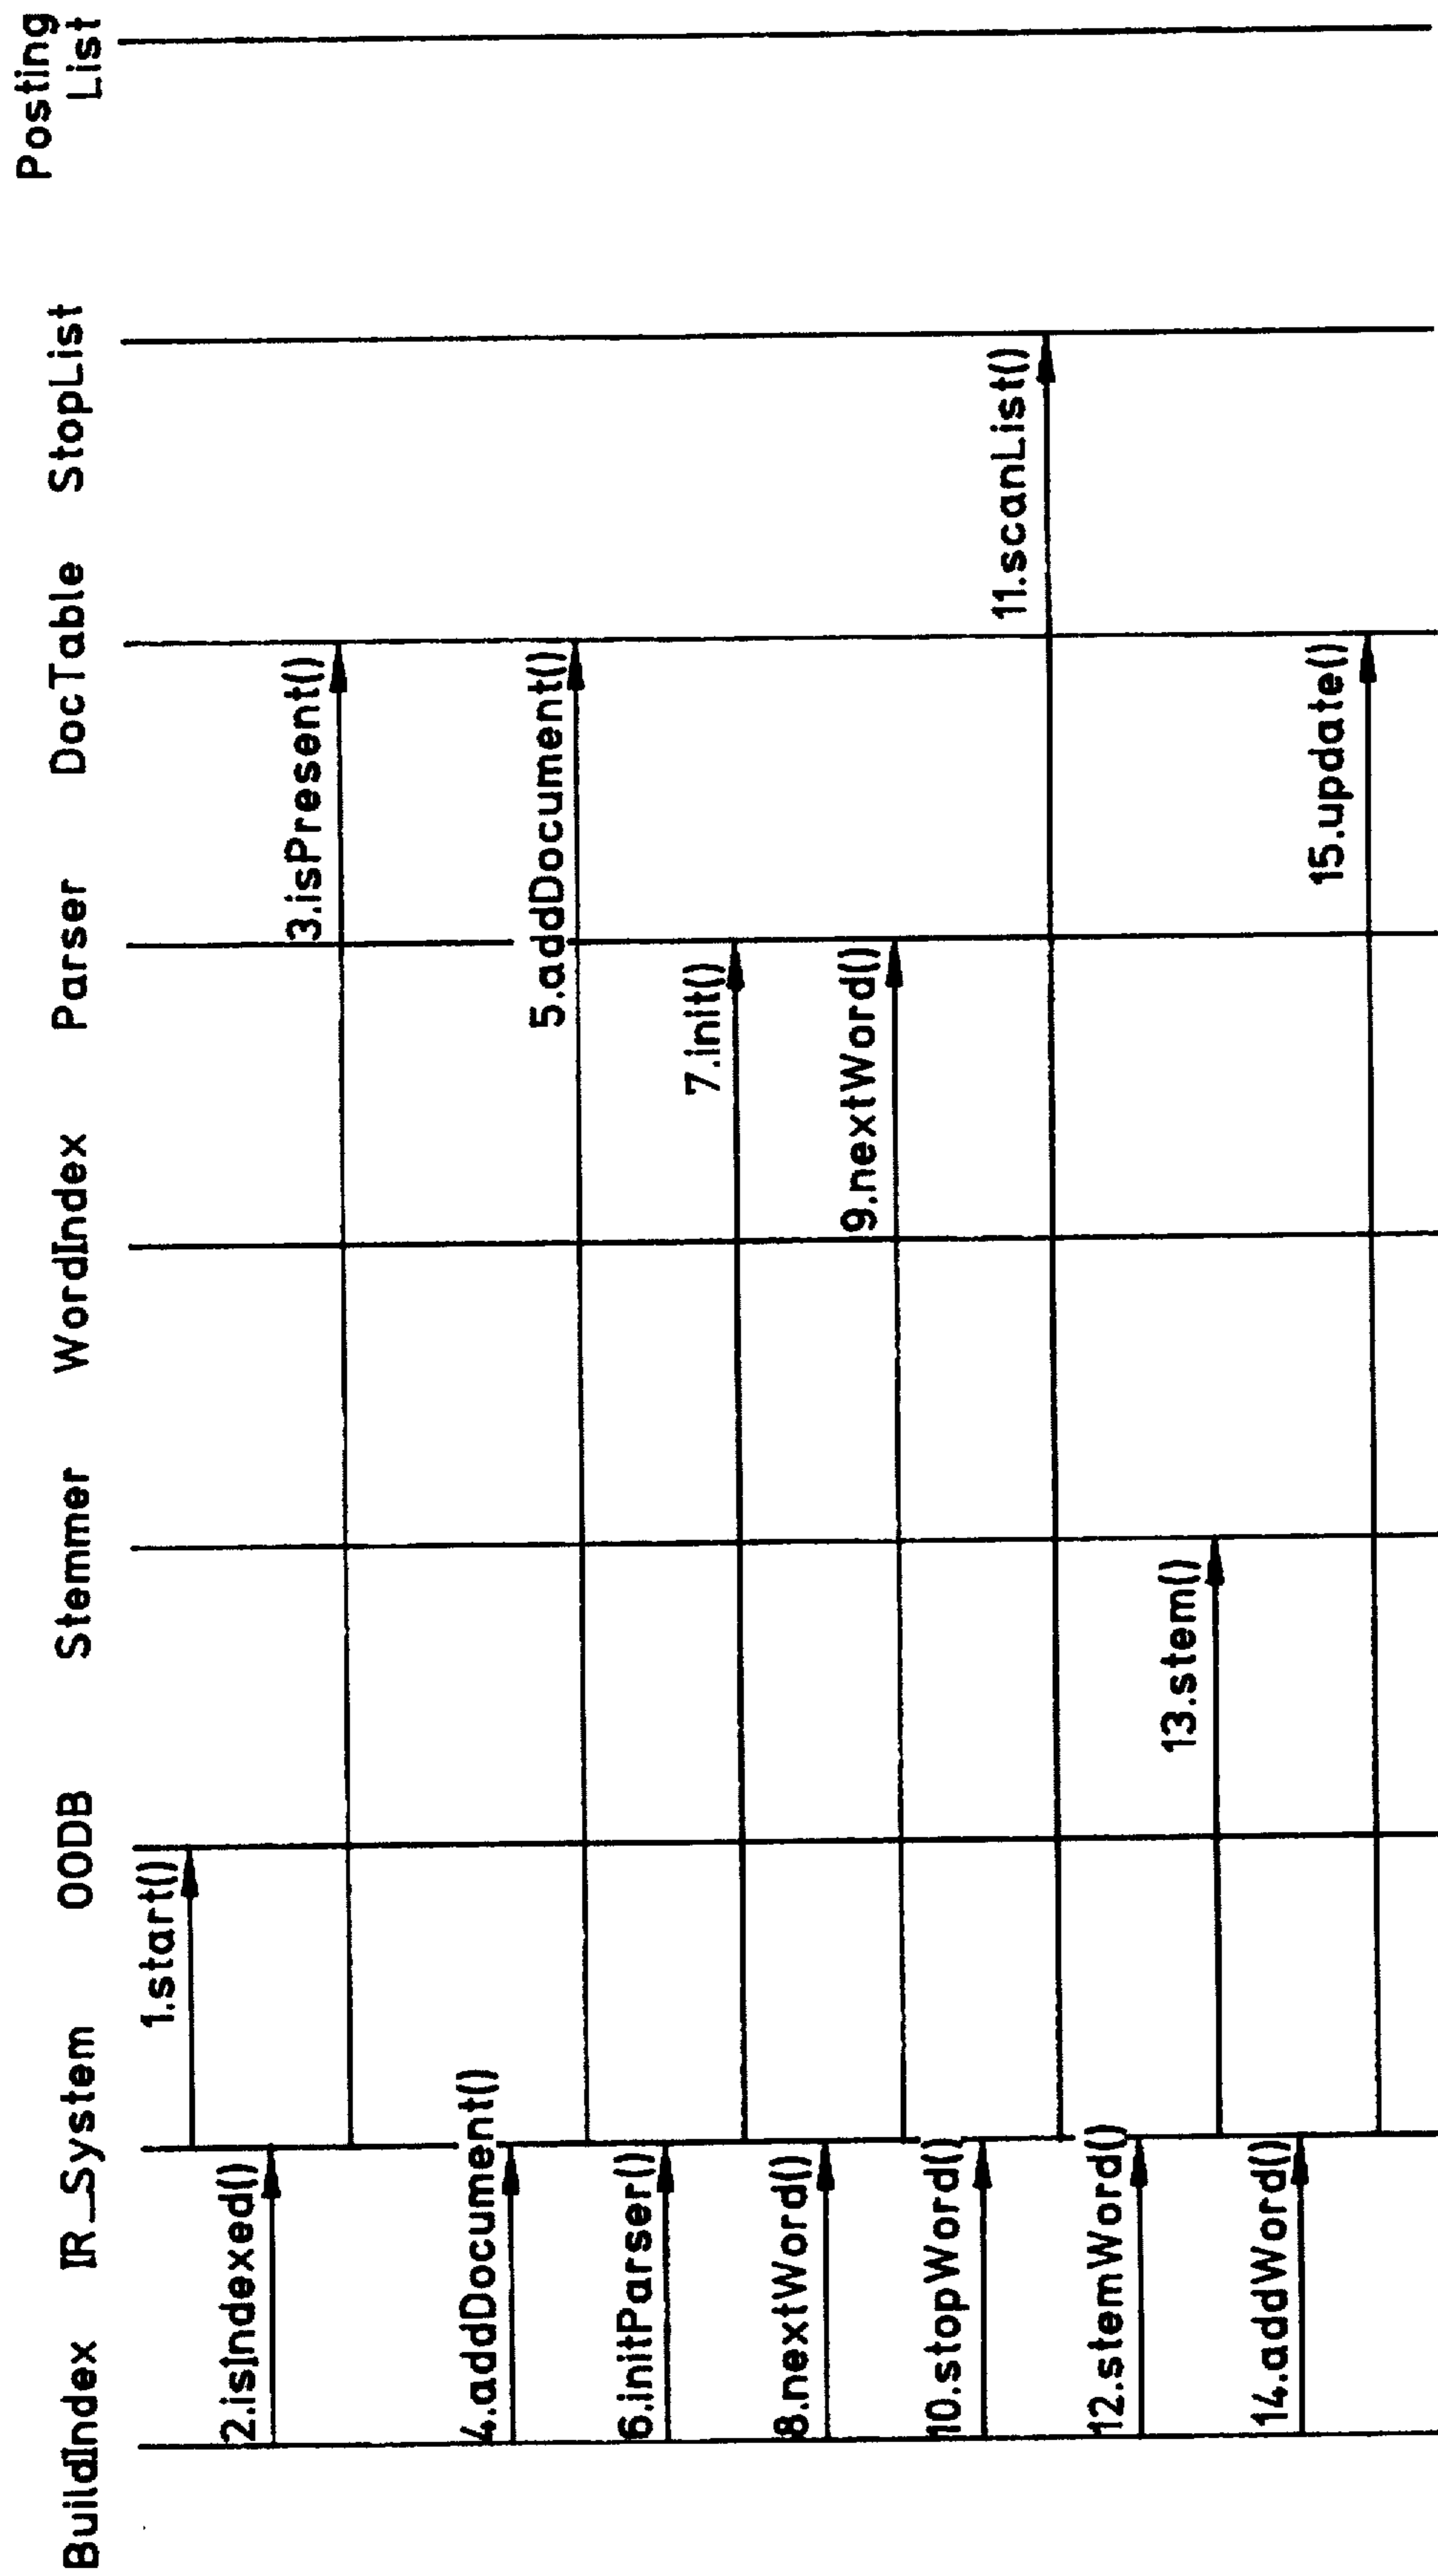 BuildIndex IR_System OODB Stemmer WordIndex Parser DocTable StopList Posting
List
1.start()
2.isIndexed()
3.isPresent()
4.addDocument()
5.addDocument()
6.initParser()
7.init()
8.nextWord()
9.nextWord()
10.stopWord()
11.scanList()
12.stemWord()
13.stem()
14.addWord()
15.update()